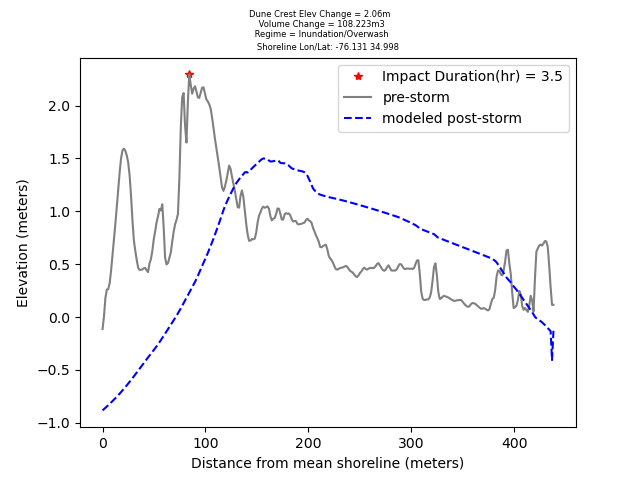 Dune Crest Elev Change = 2.06m
Volume Change = 108.223m3
Regime = Inundation/Overwash
Shoreline Lon/Lat: -76.131 34.998
Impact Duration(hr) = 3.5
pre-storm
modeled post-storm
Elevation (meters)
2.0
1.5
1.0
0.5
0.0
−0.5
−1.0
0 100 200 300 400
Distance from mean shoreline (meters)